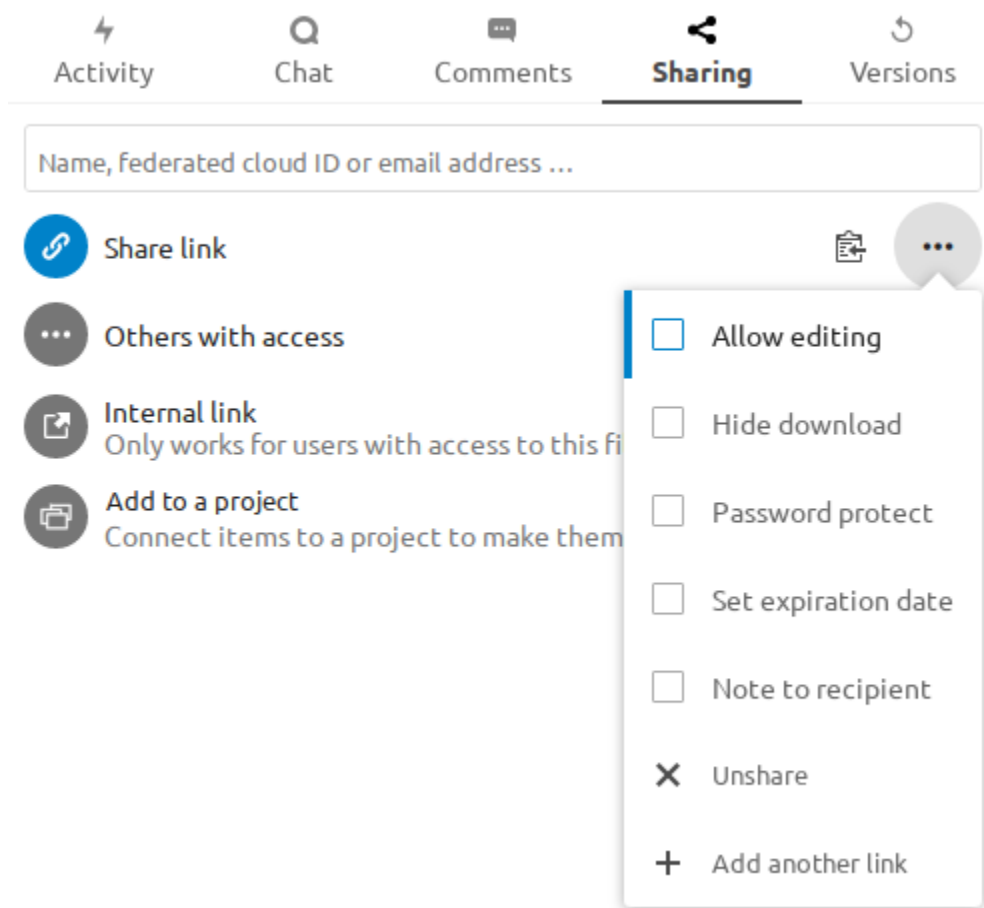 Activity
Chat
Comments
Sharing
Versions
Name, federated cloud ID or email address ...
Share link
Others with access
Internal link
Only works for users with access to this fi
Add to a project
Connect items to a project to make them
Allow editing
Hide download
Password protect
Set expiration date
Note to recipient
Unshare
Add another link